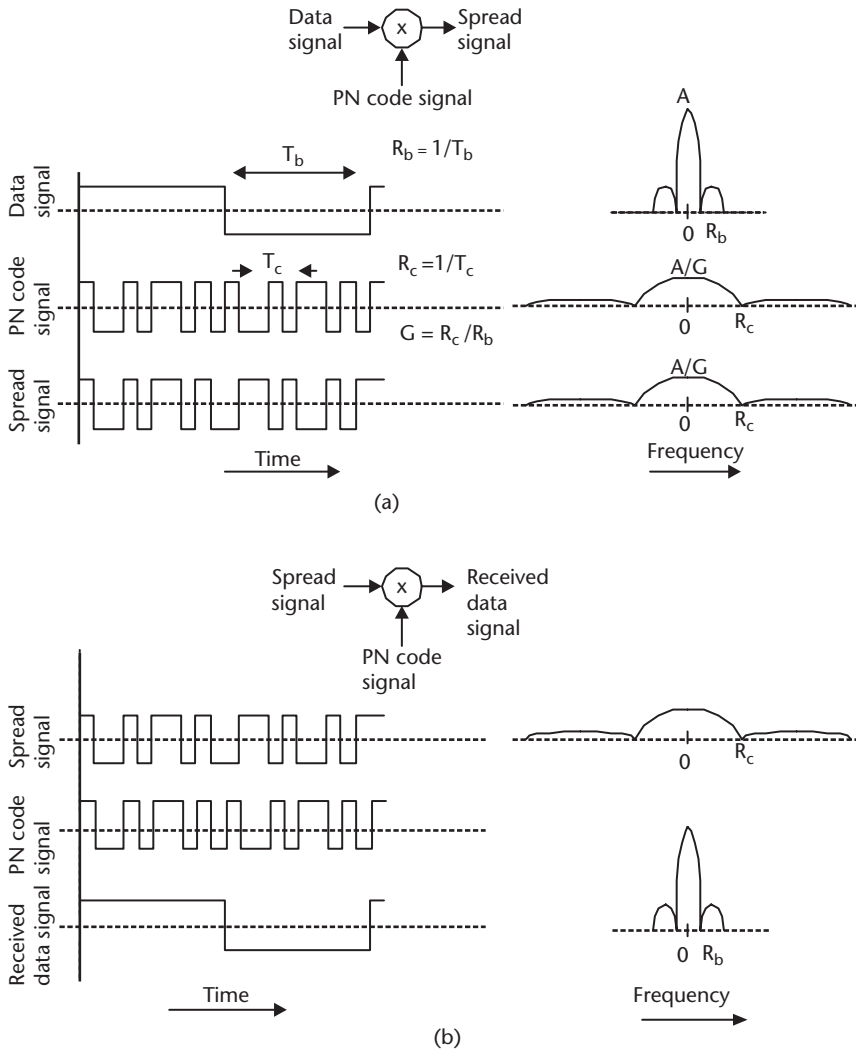 Data
signal
x
Spread
signal
PN code signal
Data
signal
T_b
R_b = 1/T_b
A
0
R_b
PN code
signal
T_c
R_c =1/T_c
G = R_c /R_b
A/G
0
R_c
Spread
signal
A/G
0
R_c
Time
Frequency
(a)
Spread
signal
x
Received
data
signal
PN code
signal
Spread
signal
0
R_c
PN code
signal
Received
data signal
0
R_b
Time
Frequency
(b)